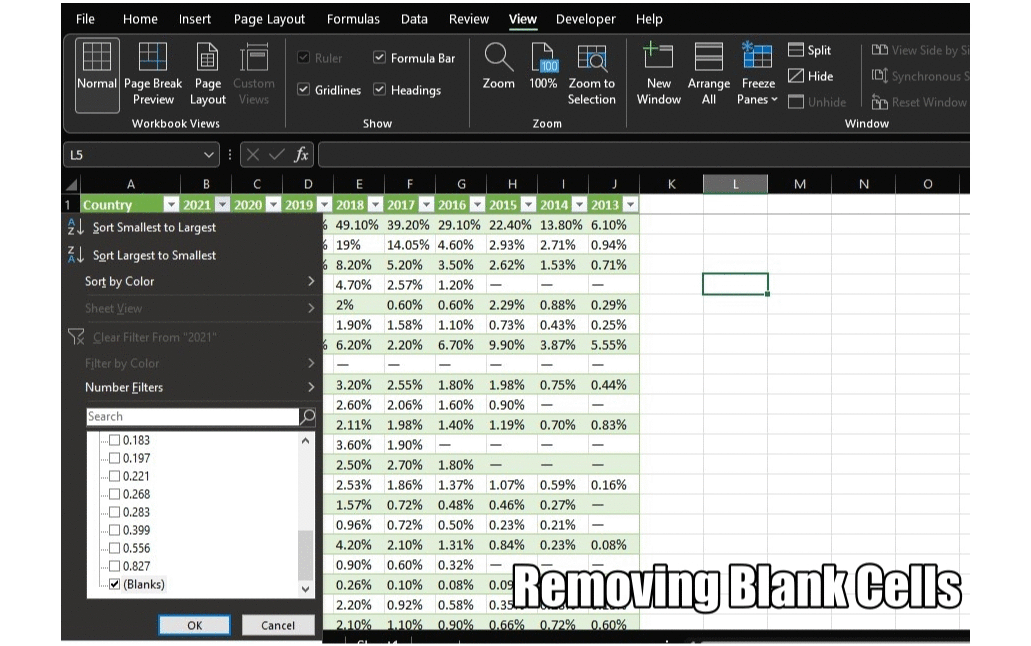 File Home Insert Page Layout Formulas Data Review View Developer Help
Normal Page Break Preview Page Layout Custom Views
Workbook Views
Ruler Formula Bar
Gridlines Headings
Show
Zoom 100% Zoom to Selection
Zoom
New Window Arrange All Freeze Panes
Split View Side by Si
Hide Synchronous S
Unhide Reset Window
Window
L5 fx
A B C D E F G H I J K L M N O
1 Country 2021 2020 2019 2018 2017 2016 2015 2014 2013
Sort Smallest to Largest
Sort Largest to Smallest
Sort by Color
Sheet View
Clear Filter From "2021"
Filter by Color
Number Filters
Search
0.183
0.197
0.221
0.268
0.283
0.399
0.556
0.827
(Blanks)
OK Cancel
% 49.10% 39.20% 29.10% 22.40% 13.80% 6.10%
% 19% 14.05% 4.60% 2.93% 2.71% 0.94%
% 8.20% 5.20% 3.50% 2.62% 1.53% 0.71%
4.70% 2.57% 1.20% — — —
2% 0.60% 0.60% 2.29% 0.88% 0.29%
1.90% 1.58% 1.10% 0.73% 0.43% 0.25%
% 6.20% 2.20% 6.70% 9.90% 3.87% 5.55%
— — — — — —
3.20% 2.55% 1.80% 1.98% 0.75% 0.44%
2.60% 2.06% 1.60% 0.90% — —
2.11% 1.98% 1.40% 1.19% 0.70% 0.83%
3.60% 1.90% — — — —
2.50% 2.70% 1.80% — — —
2.53% 1.86% 1.37% 1.07% 0.59% 0.16%
1.57% 0.72% 0.48% 0.46% 0.27% —
0.96% 0.72% 0.50% 0.23% 0.21% —
4.20% 2.10% 1.31% 0.84% 0.23% 0.08%
0.90% 0.60% 0.32% — — —
0.26% 0.10% 0.08% 0.09
2.20% 0.92% 0.58% 0.35
2.10% 1.10% 0.90% 0.66% 0.72% 0.60%
Removing Blank Cells